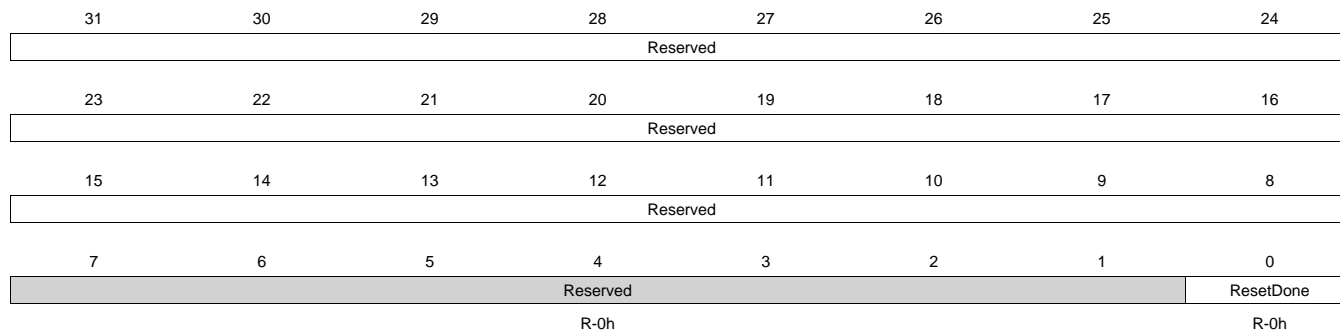 31 30 29 28 27 26 25 24
Reserved
23 22 21 20 19 18 17 16
Reserved
15 14 13 12 11 10 9 8
Reserved
7 6 5 4 3 2 1 0
Reserved ResetDone
R-0h R-0h